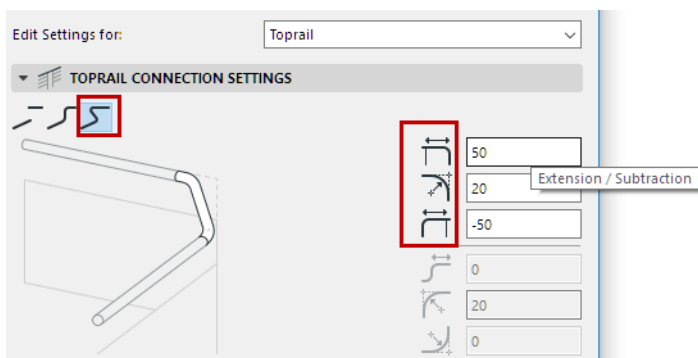 Edit Settings for: Toprail
TOPRAIL CONNECTION SETTINGS
50
Extension / Subtraction
20
-50
0
20
0